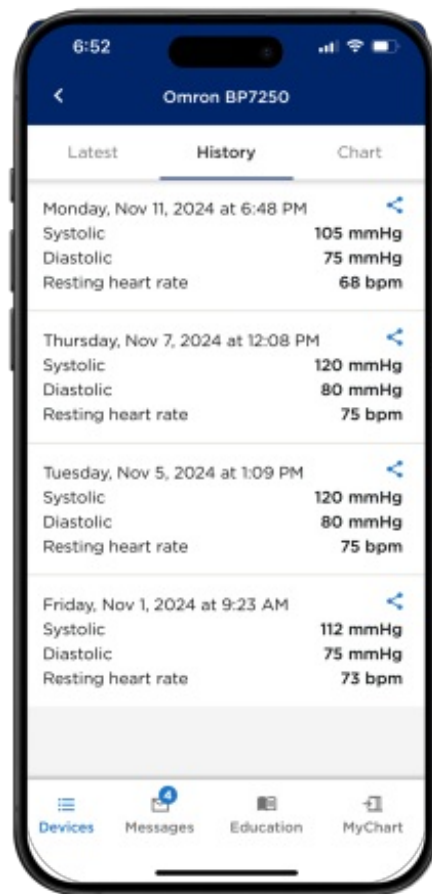 6:52
Omron BP7250
Latest History Chart
Monday, Nov 11, 2024 at 6:48 PM
Systolic 105 mmHg
Diastolic 75 mmHg
Resting heart rate 68 bpm
Thursday, Nov 7, 2024 at 12:08 PM
Systolic 120 mmHg
Diastolic 80 mmHg
Resting heart rate 75 bpm
Tuesday, Nov 5, 2024 at 1:09 PM
Systolic 120 mmHg
Diastolic 80 mmHg
Resting heart rate 75 bpm
Friday, Nov 1, 2024 at 9:23 AM
Systolic 112 mmHg
Diastolic 75 mmHg
Resting heart rate 73 bpm
4
Devices Messages Education MyChart